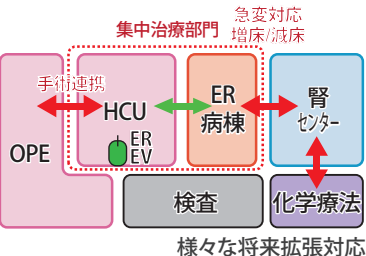 集中治療部門
急変対応
増床/減床
手術連携
OPE
HCU
ER
EV
ER
病棟
腎
センター
検査
化学療法
様々な将来拡張対応